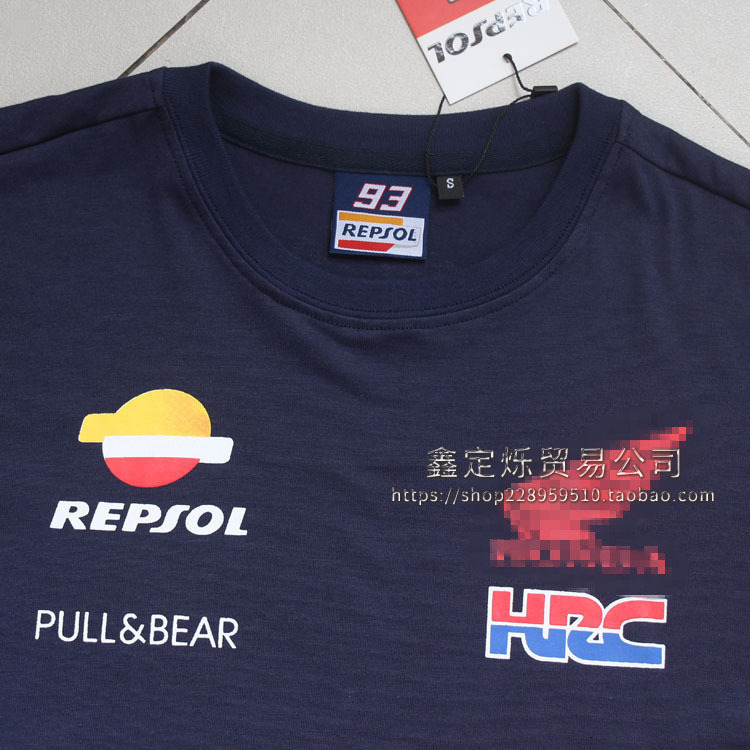 REPSOL
93
REPSOL
S
REPSOL
PULL&BEAR
鑫定烁贸易公司
https://shop228959510.taobao.com
HRC